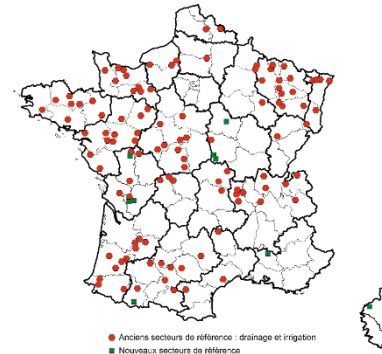 Anciens secteurs de référence : drainage et irrigation
Nouveaux secteurs de référence